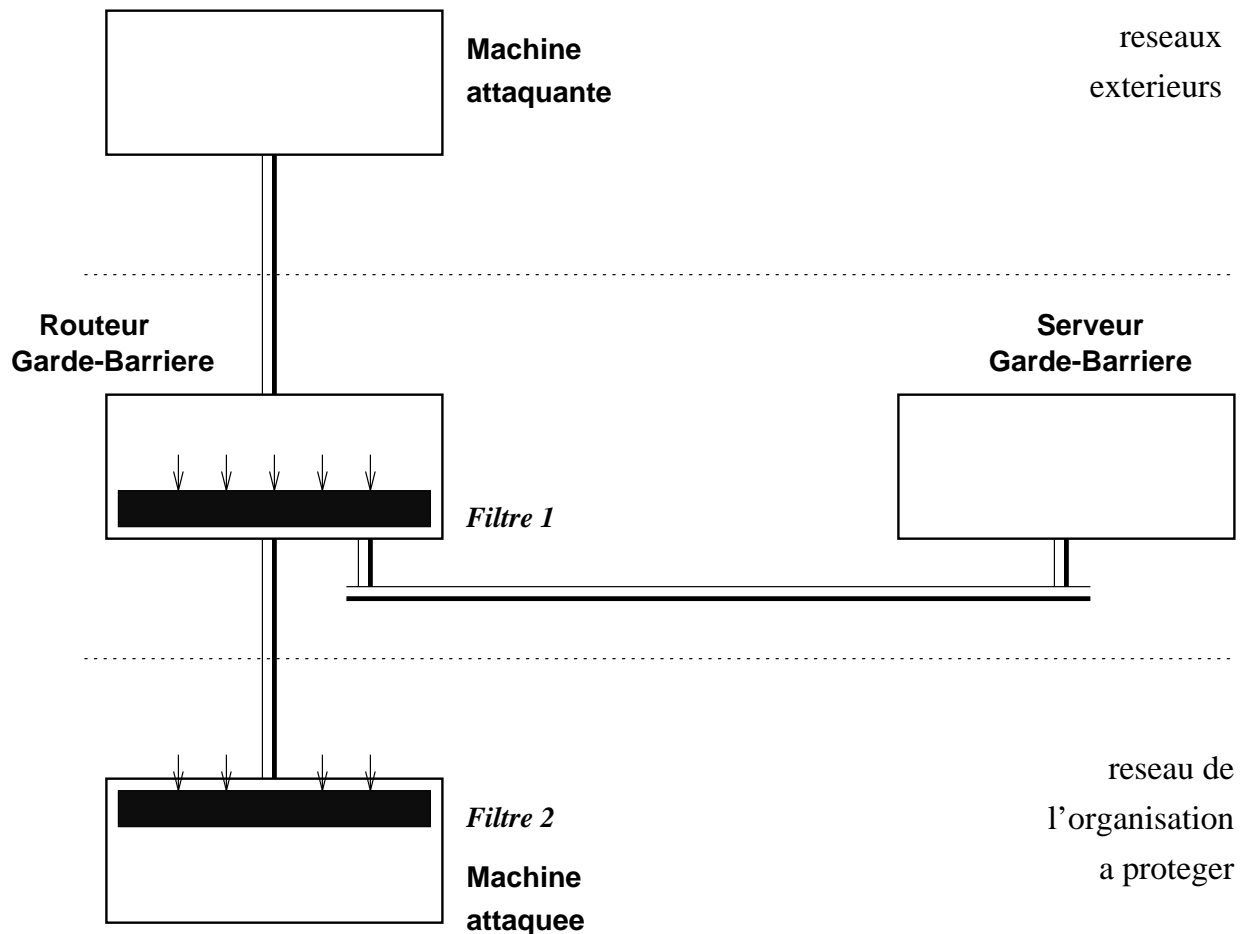 Machine
attaquante
reseaux
exterieurs
Routeur
Garde-Barriere
Serveur
Garde-Barriere
Filtre 1
Filtre 2
Machine
attaquee
reseau de
l'organisation
a proteger